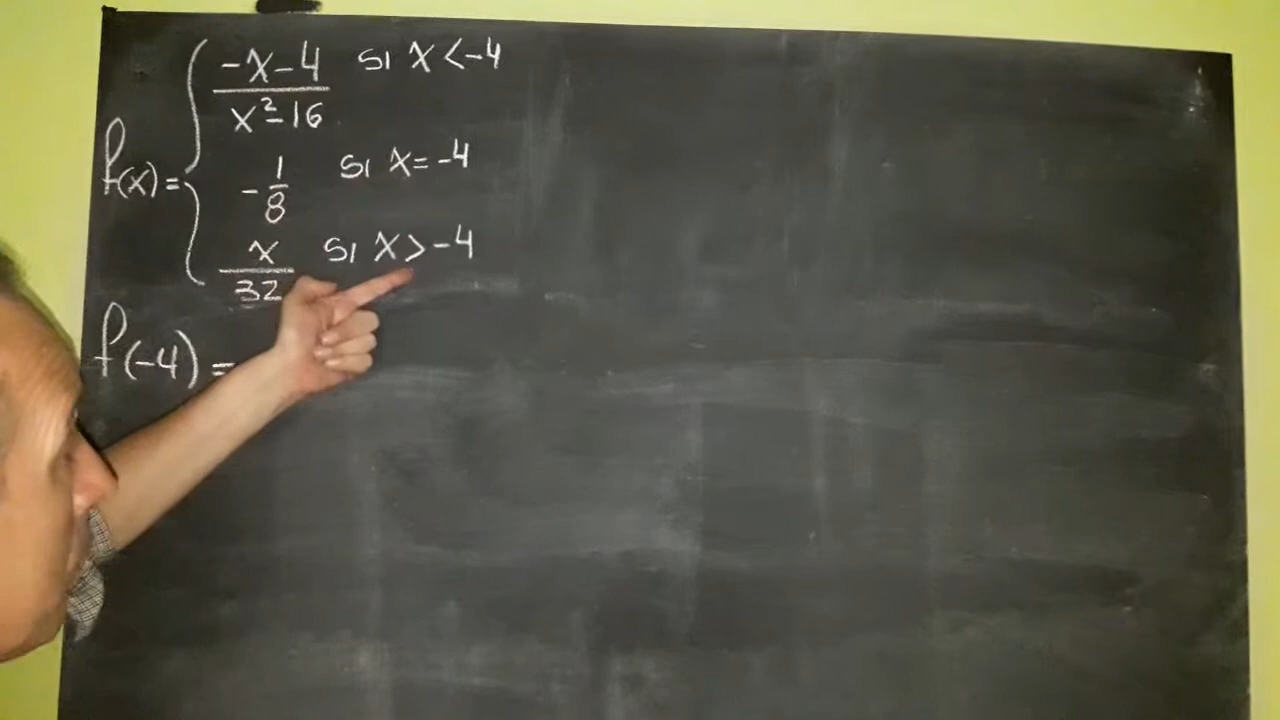 -x-4 si x<-4
x²-16
f(x)= -1/8 si x=-4
x si x>-4
32
f(-4)=